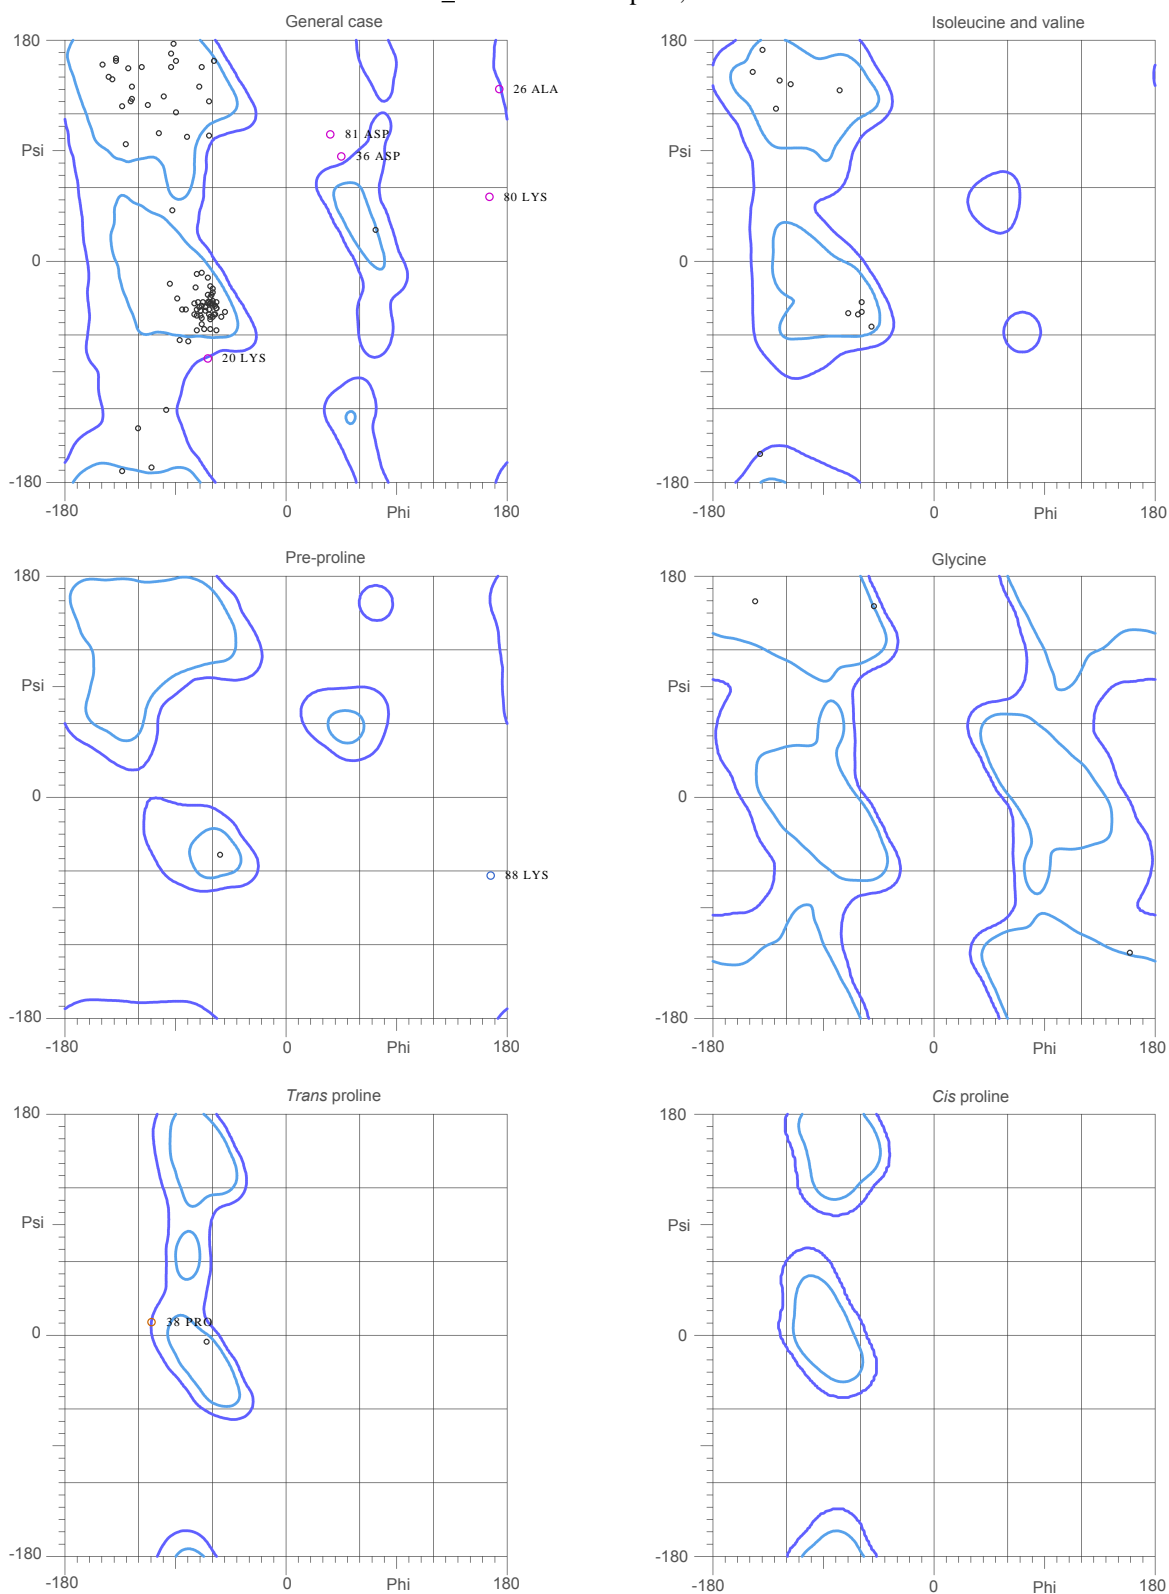 General case
180
Psi
0
-180
-180
0
Phi
180
26 ALA
81 ASP
36 ASP
80 LYS
20 LYS
Isoleucine and valine
180
Psi
0
-180
-180
0
Phi
180
Pre-proline
180
Psi
0
-180
-180
0
Phi
180
88 LYS
Glycine
180
Psi
0
-180
-180
0
Phi
180
Trans proline
180
Psi
0
-180
-180
0
Phi
180
38 PRO
Cis proline
180
Psi
0
-180
-180
0
Phi
180